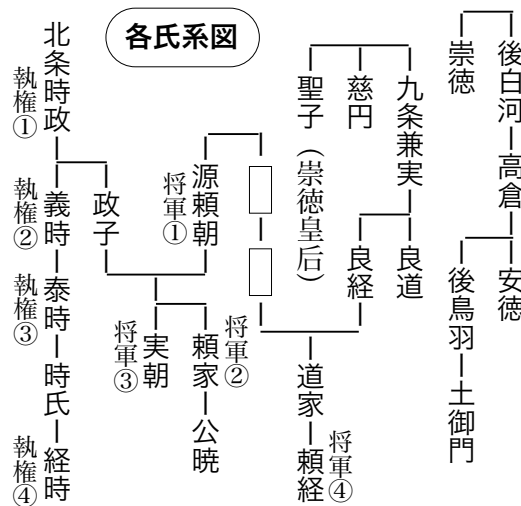 各氏系図
崇徳
後白河
高倉
安徳
後鳥羽
土御門
九条兼実
慈円
聖子（崇徳皇后）
良道
良経
道家
頼経
将軍④
源頼朝
将軍①
頼家
将軍②
公暁
実朝
将軍③
北条時政
執権①
政子
義時
執権②
泰時
執権③
時氏
経時
執権④